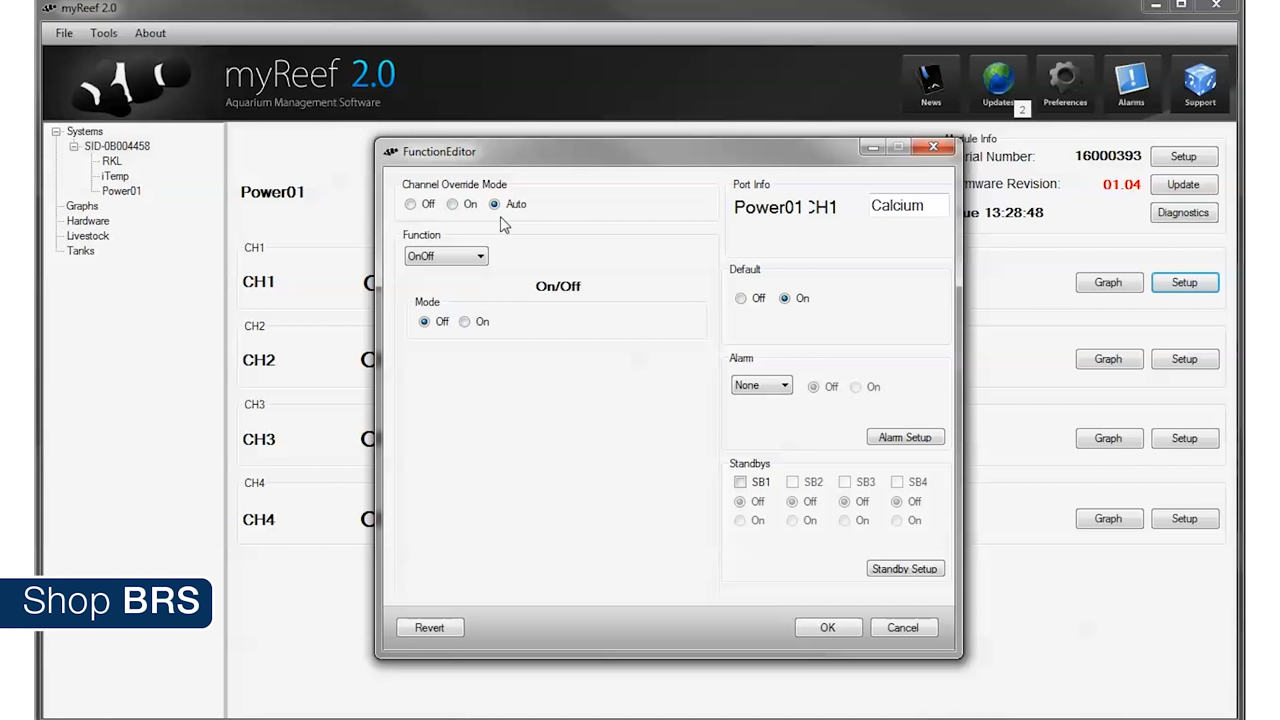 myReef 2.0
File Tools About
myReef 2.0
Aquarium Management Software
News
Updates
2
Preferences
Alarms
Support
Systems
SID-0B004458
RKL
iTemp
Power01
Graphs
Hardware
Livestock
Tanks
Power01
Module Info
rial Number: 16000393 Setup
mware Revision: 01.04 Update
ue 13:28:48 Diagnostics
CH1
CH1 Graph Setup
CH2
CH2 Graph Setup
CH3
CH3 Graph Setup
CH4
CH4 Graph Setup
FunctionEditor
Channel Override Mode
Off On Auto
Function
OnOff
On/Off
Mode
Off On
Port Info
Power01 CH1 Calcium
Default
Off On
Alarm
None Off On
Alarm Setup
Standbys
SB1 SB2 SB3 SB4
Off Off Off Off
On On On On
Standby Setup
Revert OK Cancel
Shop BRS